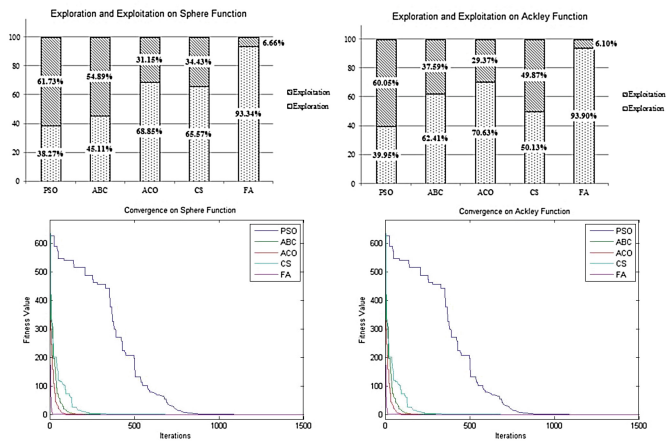 Exploration and Exploitation on Sphere Function
100
80
60
40
20
0
61.73%
38.27%
54.89%
45.11%
31.15%
68.85%
34.43%
65.57%
6.66%
93.34%
PSO ABC ACO CS FA
Exploitation
Exploration
Exploration and Exploitation on Ackley Function
100
80
60
40
20
0
60.05%
39.95%
37.59%
62.41%
29.37%
70.63%
49.87%
50.13%
6.10%
93.90%
PSO ABC ACO CS FA
Exploitation
Exploration
Convergence on Sphere Function
Fitness Value
600
500
400
300
200
100
0
0 500 1000 1500
Iterations
PSO
ABC
ACO
CS
FA
Convergence on Ackley Function
Fitness Value
600
500
400
300
200
100
0
0 500 1000 1500
Iterations
PSO
ABC
ACO
CS
FA